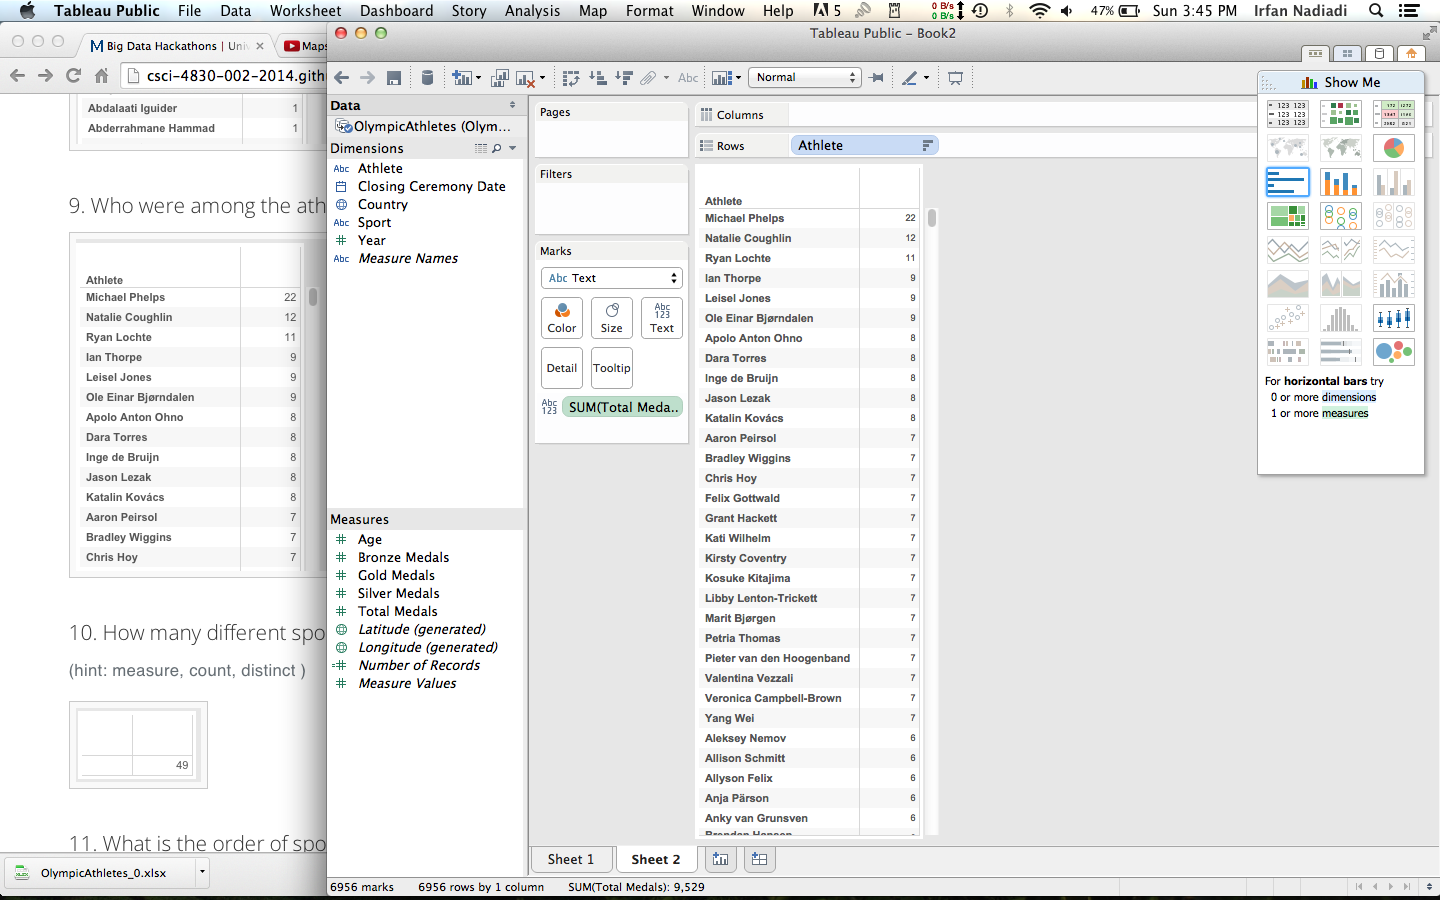 Tableau Public File Data Worksheet Dashboard Story Analysis Map Format Window Help 5 0 B/s 0 B/s 47% Sun 3:45 PM Irfan Nadiadi
Big Data Hackathons | Uni
Maps
csci-4830-002-2014.gith
Abdalaati Iguider 1
Abderrahmane Hammad 1
9. Who were among the ath
Athlete
Michael Phelps 22
Natalie Coughlin 12
Ryan Lochte 11
Ian Thorpe 9
Leisel Jones 9
Ole Einar Bjørndalen 9
Apolo Anton Ohno 8
Dara Torres 8
Inge de Bruijn 8
Jason Lezak 8
Katalin Kovács 8
Aaron Peirsol 7
Bradley Wiggins 7
Chris Hoy 7
10. How many different spo
(hint: measure, count, distinct )
49
11. What is the order of spo
OlympicAthletes_0.xlsx
Tableau Public - Book2
Abc
Normal
Data
OlympicAthletes (Olym...
Dimensions
Abc Athlete
Closing Ceremony Date
Country
Abc Sport
Year
Abc Measure Names
Measures
Age
Bronze Medals
Gold Medals
Silver Medals
Total Medals
Latitude (generated)
Longitude (generated)
Number of Records
Measure Values
Pages
Filters
Marks
Abc Text
Color
Size
Abc
123
Text
Detail
Tooltip
Abc
123
SUM(Total Meda..
Columns
Rows
Athlete
Athlete
Michael Phelps 22
Natalie Coughlin 12
Ryan Lochte 11
Ian Thorpe 9
Leisel Jones 9
Ole Einar Bjørndalen 9
Apolo Anton Ohno 8
Dara Torres 8
Inge de Bruijn 8
Jason Lezak 8
Katalin Kovács 8
Aaron Peirsol 7
Bradley Wiggins 7
Chris Hoy 7
Felix Gottwald 7
Grant Hackett 7
Kati Wilhelm 7
Kirsty Coventry 7
Kosuke Kitajima 7
Libby Lenton-Trickett 7
Marit Bjørgen 7
Petria Thomas 7
Pieter van den Hoogenband 7
Valentina Vezzali 7
Veronica Campbell-Brown 7
Yang Wei 7
Aleksey Nemov 6
Allison Schmitt 6
Allyson Felix 6
Anja Pärson 6
Anky van Grunsven 6
Brendan Hansen
Show Me
For horizontal bars try
0 or more dimensions
1 or more measures
Sheet 1
Sheet 2
6956 marks 6956 rows by 1 column SUM(Total Medals): 9,529